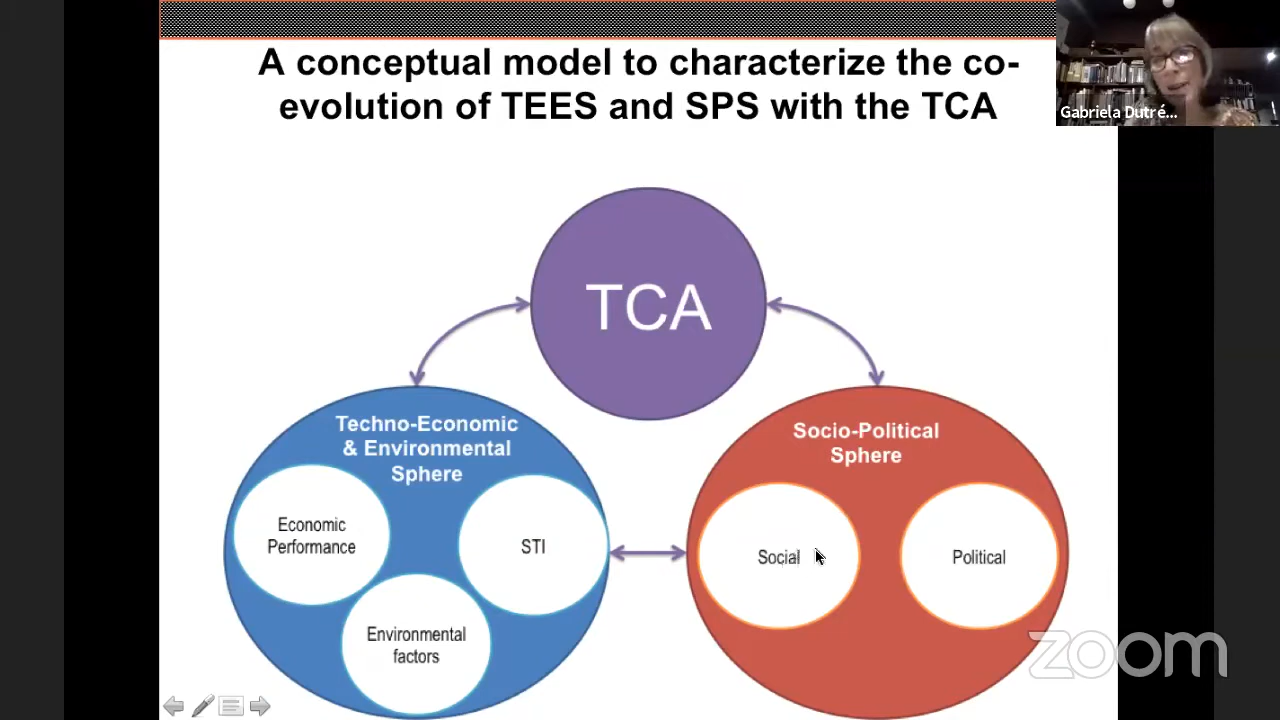 A conceptual model to characterize the co-
evolution of TEES and SPS with the TCA
Gabriela Dutré...
TCA
Techno-Economic
& Environmental
Sphere
Economic
Performance
STI
Environmental
factors
Socio-Political
Sphere
Social
Political
zoom